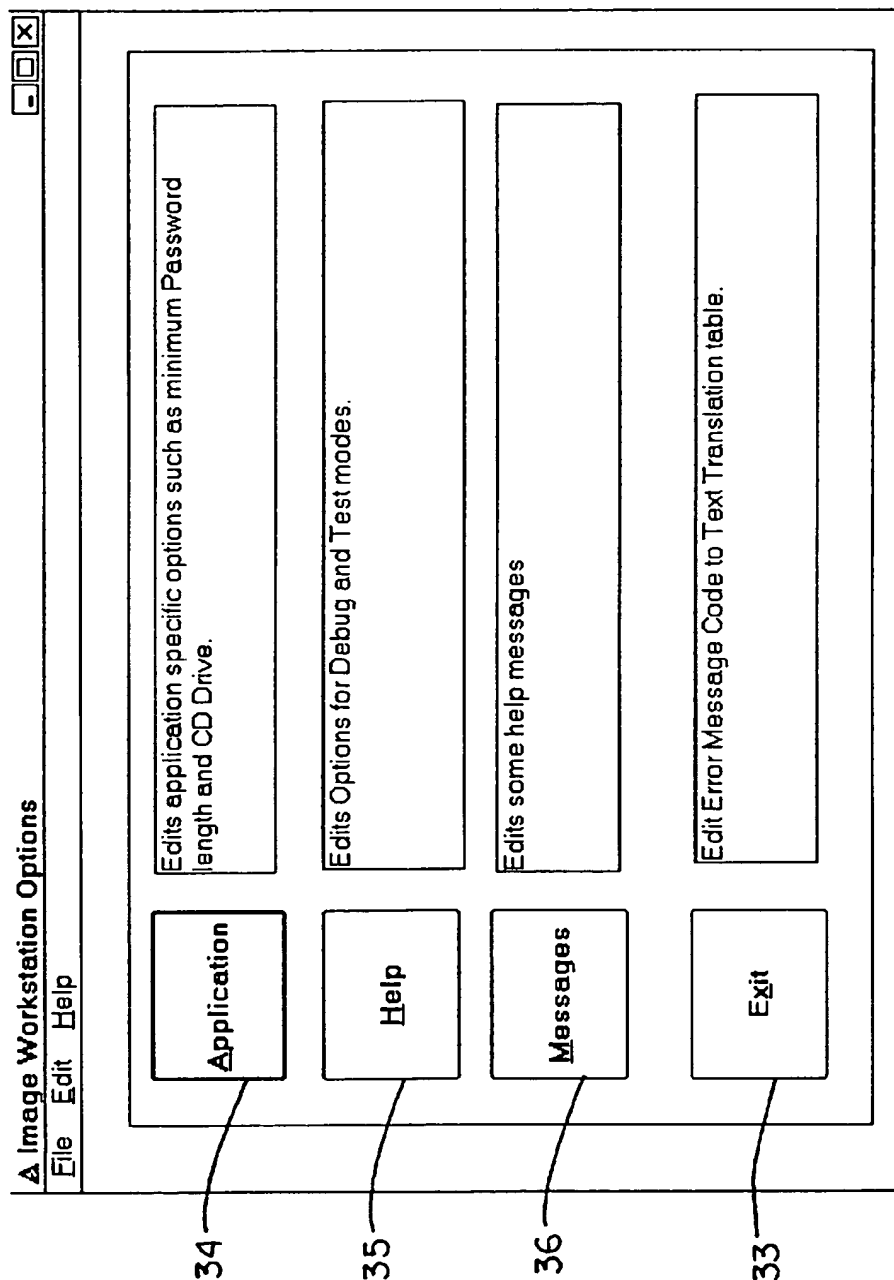 Image Workstation Options
File Edit Help
34
Application
Edits application specific options such as minimum Password
length and CD Drive.
35
Help
Edits Options for Debug and Test modes.
36
Messages
Edits some help messages
33
Exit
Edit Error Message Code to Text Translation table.